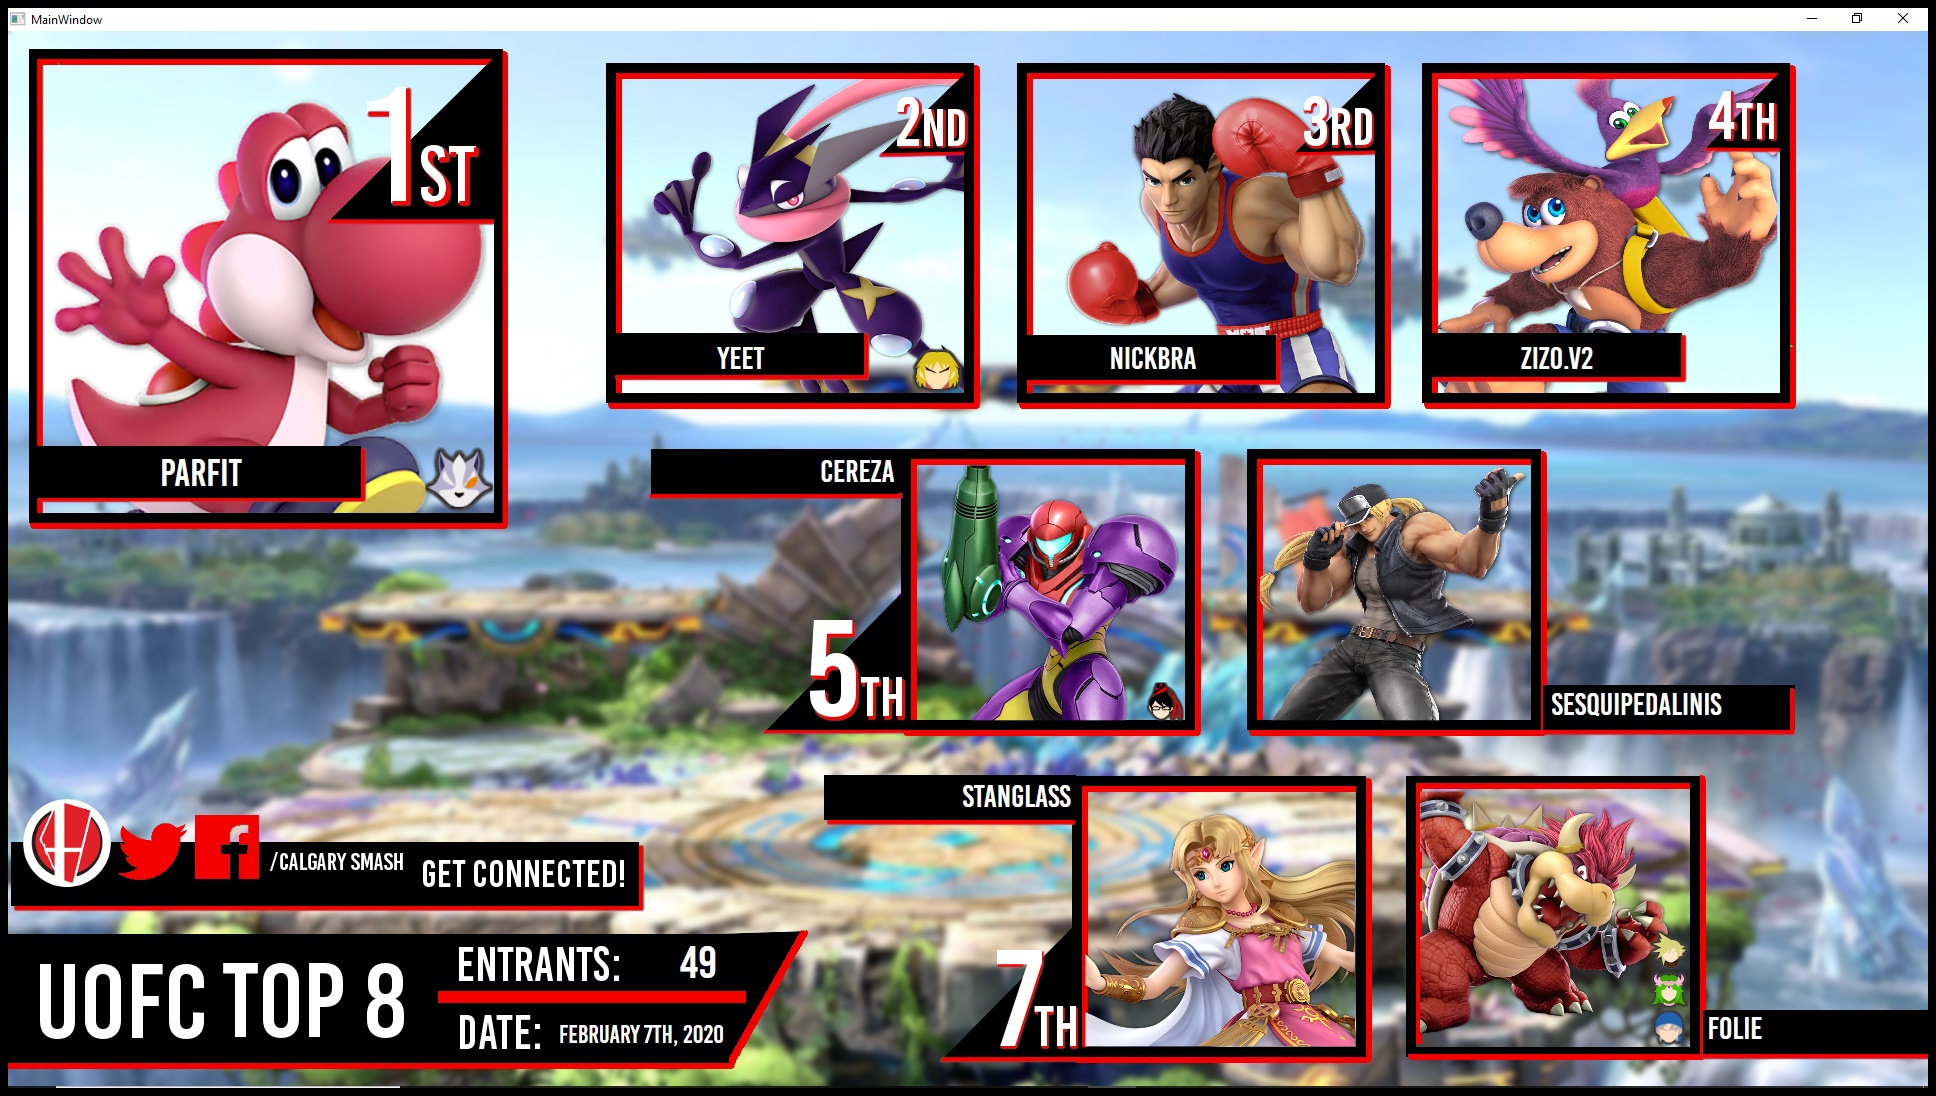 MainWindow
1ST
PARFIT
2ND
YEET
3RD
NICKBRA
4TH
ZIZO.V2
CEREZA
5TH
SESQUIPEDALINIS
STANGLASS
7TH
FOLIE
/CALGARY SMASH
GET CONNECTED!
UOFC TOP 8
ENTRANTS: 49
DATE: FEBRUARY 7TH, 2020